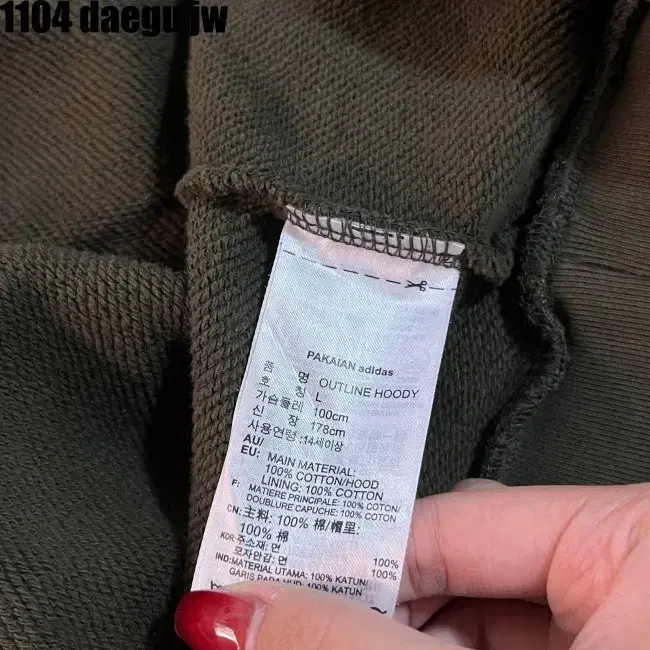 1104 daegu jw
PAKAIAN adidas
품 명 OUTLINE HOODY
호 칭 L
가슴둘레 100cm
신 장 178cm
사용연령 :14세이상
AU/
EU: MAIN MATERIAL:
100% COTTON/HOOD
LINING: 100% COTTON
F: MATIERE PRINCIPALE: 100% COTON/
DOUBLURE CAPUCHE: 100% COTON
CN: 主料: 100% 棉/帽里:
100% 棉
KOR: 주소재: 면 100%
모자안감: 면 100%
IND: MATERIAL UTAMA: 100% KATUN/
GARIS PADA HUD: 100% KATUN